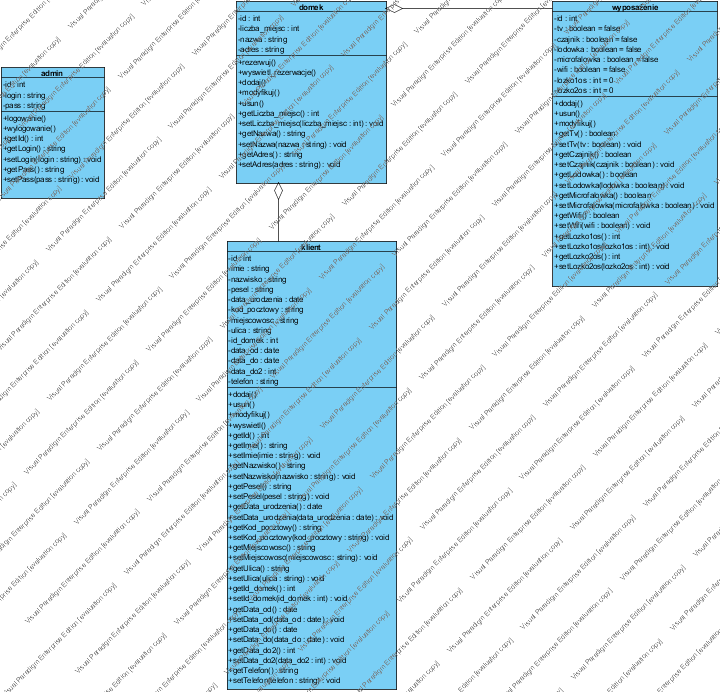 admin
-id : int
-login : string
-pass : string
+logowanie()
+wylogowanie()
+getId() : int
+getLogin() : string
+setLogin(login : string) : void
+getPass() : string
+setPass(pass : string) : void
domek
-id : int
-liczba_miejsc : int
-nazwa : string
-adres : string
+rezerwuj()
+wyswietl_rezerwacje()
+dodaj()
+modyfikuj()
+usun()
+getLiczba_miejsc() : int
+setLiczba_miejsc(liczba_miejsc : int) : void
+getNazwa() : string
+setNazwa(nazwa : string) : void
+getAdres() : string
+setAdres(adres : string) : void
wyposażenie
-id : int
-tv : boolean = false
-czajnik : boolean = false
-lodowka : boolean = false
-microfalowka : boolean = false
-wifi : boolean = false
-lozko1os : int = 0
-lozko2os : int = 0
+dodaj()
+usun()
+modyfikuj()
+getTv() : boolean
+setTv(tv : boolean) : void
+getCzajnik() : boolean
+setCzajnik(czajnik : boolean) : void
+getLodowka() : boolean
+setLodowka(lodowka : boolean) : void
+getMicrofalowka() : boolean
+setMicrofalowka(microfalowka : boolean) : void
+getWifi() : boolean
+setWifi(wifi : boolean) : void
+getLozko1os() : int
+setLozko1os(lozko1os : int) : void
+getLozko2os() : int
+setLozko2os(lozko2os : int) : void
klient
-id : int
-imie : string
-nazwisko : string
-pesel : string
-data_urodzenia : date
-kod_pocztowy : string
-miejscowosc : string
-ulica : string
-id_domek : int
-data_od : date
-data_do : date
-data_do2 : int
-telefon : string
+dodaj()
+usun()
+modyfikuj()
+wyswietl()
+getId() : int
+getImie() : string
+setImie(imie : string) : void
+getNazwisko() : string
+setNazwisko(nazwisko : string) : void
+getPesel() : string
+setPesel(pesel : string) : void
+getData_urodzenia() : date
+setData_urodzenia(data_urodzenia : date) : void
+getKod_pocztowy() : string
+setKod_pocztowy(kod_pocztowy : string) : void
+getMiejscowosc() : string
+setMiejscowosc(miejscowosc : string) : void
+getUlica() : string
+setUlica(ulica : string) : void
+getId_domek() : int
+setId_domek(id_domek : int) : void
+getData_od() : date
+setData_od(data_od : date) : void
+getData_do() : date
+setData_do(data_do : date) : void
+getData_do2() : int
+setData_do2(data_do2 : int) : void
+getTelefon() : string
+setTelefon(telefon : string) : void
Visual Paradigm Enterprise Edition [evaluation copy]